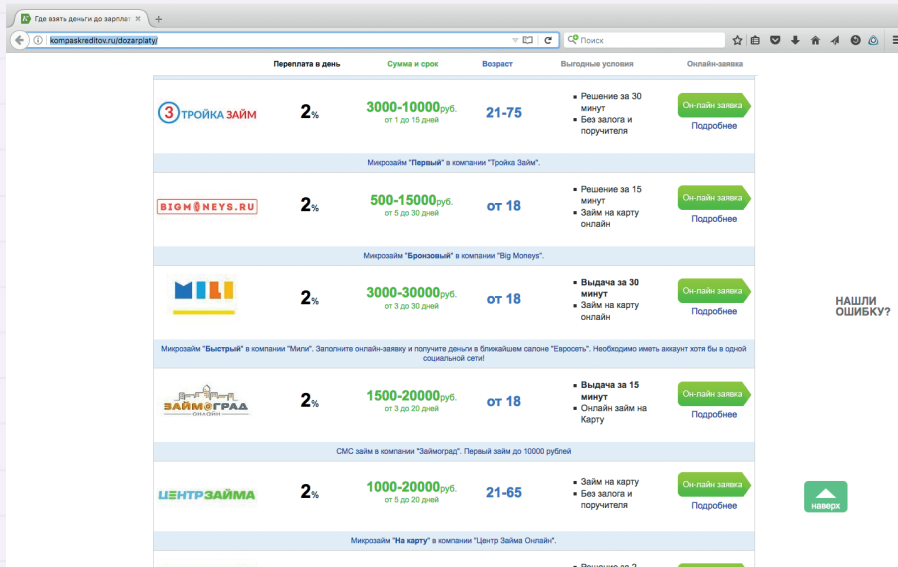 Где взять деньги до зарплат
kompaskreditov.ru/dozarplaty/
Поиск
Переплата в день Сумма и срок Возраст Выгодные условия Онлайн-заявка
3 ТРОЙКА ЗАЙМ
2%
3000-10000руб.
от 1 до 15 дней
21-75
Решение за 30
минут
Без залога и
поручителя
Он-лайн заявка
Подробнее
Микрозайм "Первый" в компании "Тройка Займ".
BIGMONEYS.RU
2%
500-15000руб.
от 5 до 30 дней
от 18
Решение за 15
минут
Займ на карту
онлайн
Он-лайн заявка
Подробнее
Микрозайм "Бронзовый" в компании "Big Moneys".
MILI
2%
3000-30000руб.
от 3 до 30 дней
от 18
Выдача за 30
минут
Займ на карту
онлайн
Он-лайн заявка
Подробнее
НАШЛИ
ОШИБКУ?
Микрозайм "Быстрый" в компании "Мили". Заполните онлайн-заявку и получите деньги в ближайшем салоне "Евросеть". Необходимо иметь аккаунт хотя бы в одной
социальной сети!
ЗАЙМ@ГРАД
ОНЛАЙН
2%
1500-20000руб.
от 3 до 20 дней
от 18
Выдача за 15
минут
Онлайн займ на
Карту
Он-лайн заявка
Подробнее
СМС займ в компании "Займоград". Первый займ до 10000 рублей
ЦЕНТРЗАЙМА
2%
1000-20000руб.
от 5 до 20 дней
21-65
Займ на карту
Без залога и
поручителя
Он-лайн заявка
Подробнее
наверх
Микрозайм "На карту" в компании "Центр Займа Онлайн".